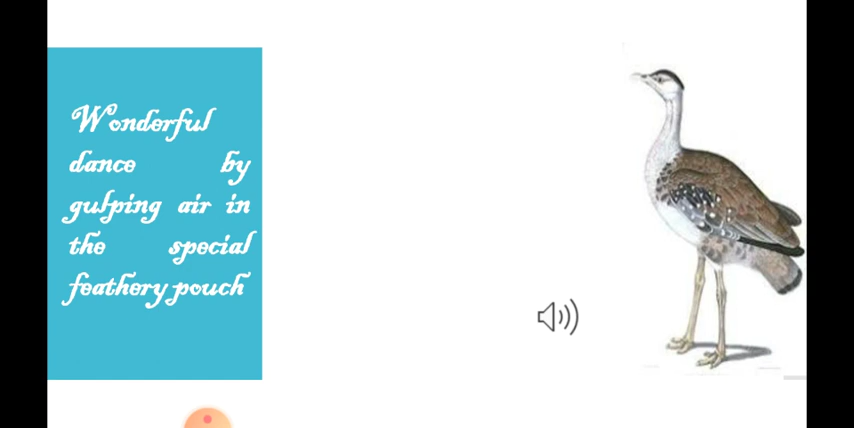 Wonderful
dance by
gulping air in
the special
feathery pouch